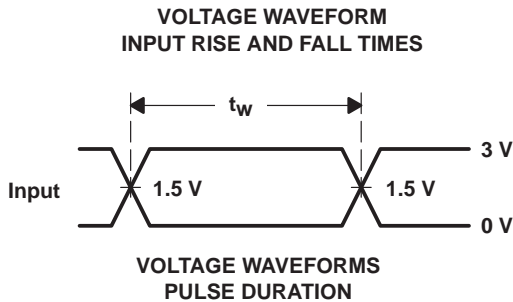 VOLTAGE WAVEFORM
INPUT RISE AND FALL TIMES
tw
3 V
Input 1.5 V 1.5 V
0 V
VOLTAGE WAVEFORMS
PULSE DURATION